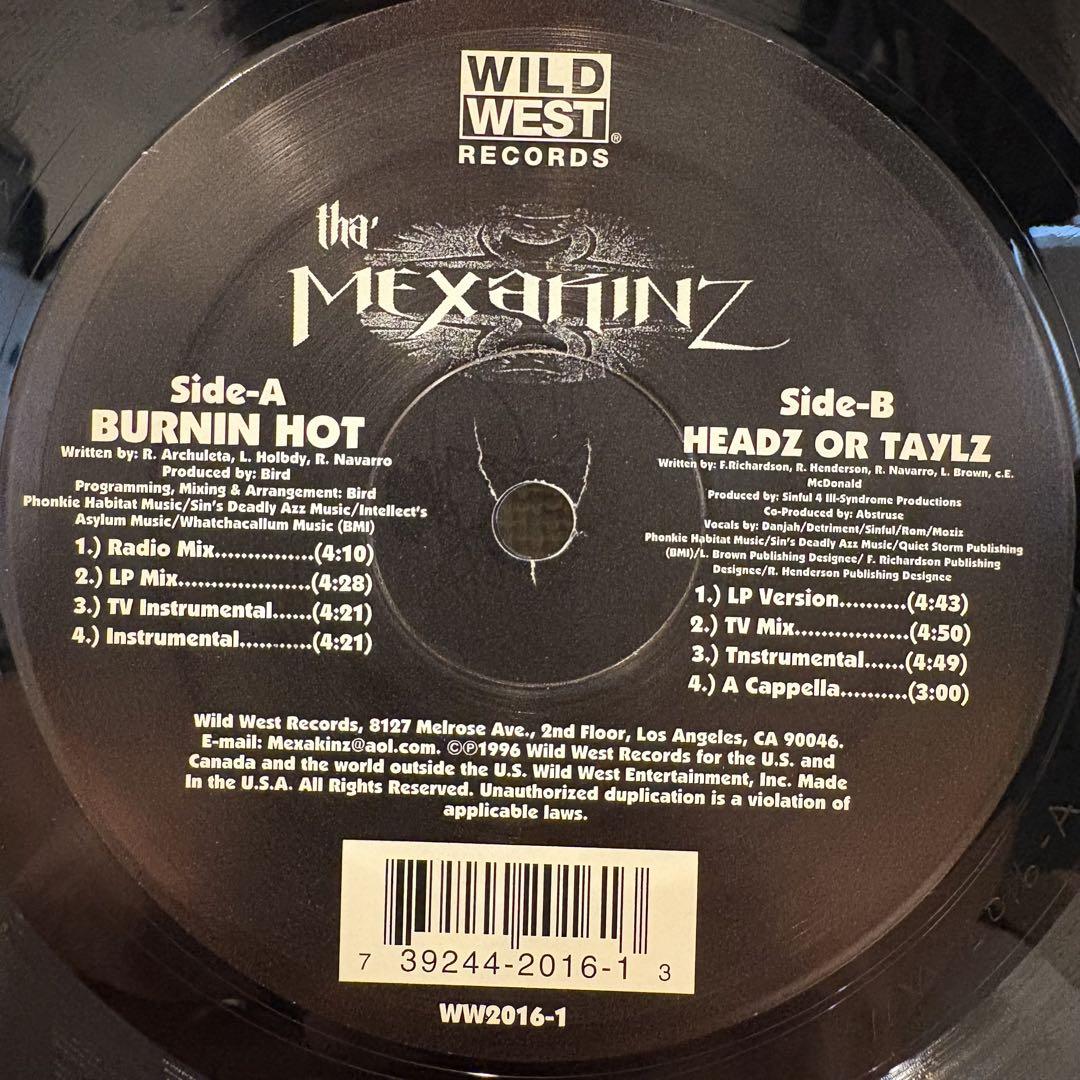 WILD
WEST®
RECORDS
tha'
MEXAKINZ
Side-A
BURNIN HOT
Written by: R. Archuleta, L. Holbdy, R. Navarro
Produced by: Bird
Programming, Mixing & Arrangement: Bird
Phonkie Habitat Music/Sin's Deadly Azz Music/Intellect's
Asylum Music/Whatchacallum Music (BMI)
1.) Radio Mix...............(4:10)
2.) LP Mix....................(4:28)
3.) TV Instrumental......(4:21)
4.) Instrumental...........(4:21)
Side-B
HEADZ OR TAYLZ
Written by: F.Richardson, R. Henderson, R. Navarro, L. Brown, c.E.
McDonald
Produced by: Sinful 4 Ill-Syndrome Productions
Co-Produced by: Abstruse
Vocals by: Danjah/Detriment/Sinful/Rom/Moziz
Phonkie Habitat Music/Sin's Deadly Azz Music/Quiet Storm Publishing
(BMI)/L. Brown Publishing Designee/ F. Richardson Publishing
Designee/R. Henderson Publishing Designee
1.) LP Version..........(4:43)
2.) TV Mix.................(4:50)
3.) Tnstrumental......(4:49)
4.) A Cappella..........(3:00)
Wild West Records, 8127 Melrose Ave., 2nd Floor, Los Angeles, CA 90046.
E-mail: Mexakinz@aol.com. ©℗1996 Wild West Records for the U.S. and
Canada and the world outside the U.S. Wild West Entertainment, Inc. Made
In the U.S.A. All Rights Reserved. Unauthorized duplication is a violation of
applicable laws.
7 39244-2016-1 3
WW2016-1